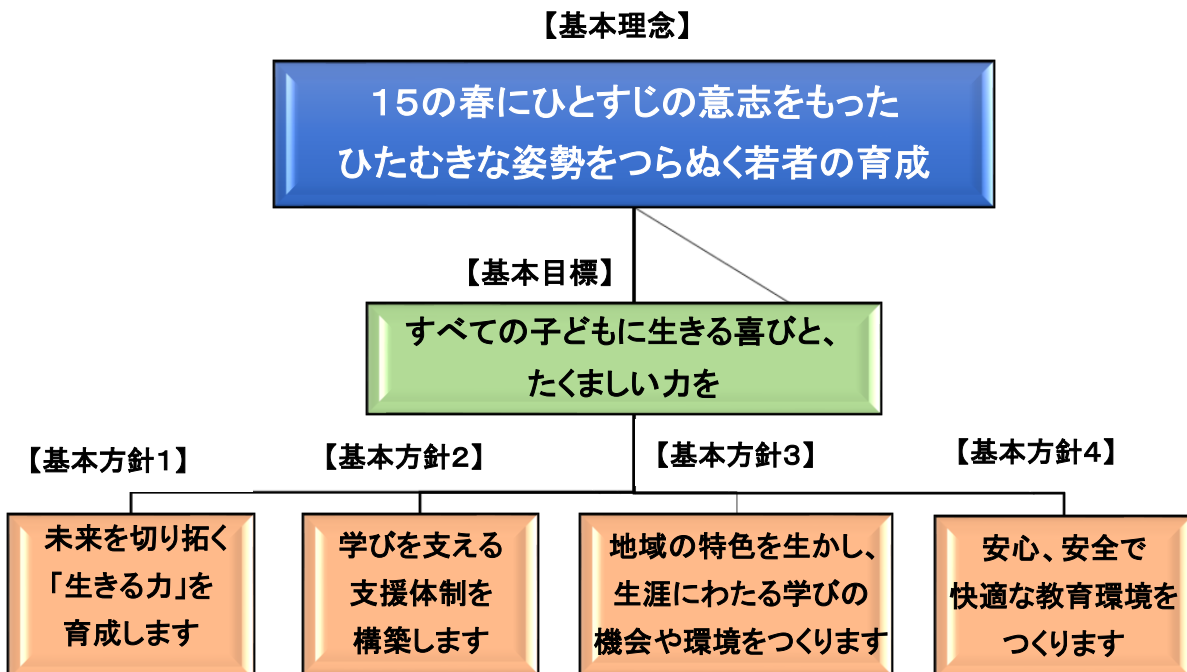 【基本理念】
１５の春にひとすじの意志をもった
ひたむきな姿勢をつらぬく若者の育成
【基本目標】
すべての子どもに生きる喜びと、
たくましい力を
【基本方針１】
未来を切り拓く
「生きる力」を
育成します
【基本方針２】
学びを支える
支援体制を
構築します
【基本方針３】
地域の特色を生かし、
生涯にわたる学びの
機会や環境をつくります
【基本方針４】
安心、安全で
快適な教育環境を
つくります